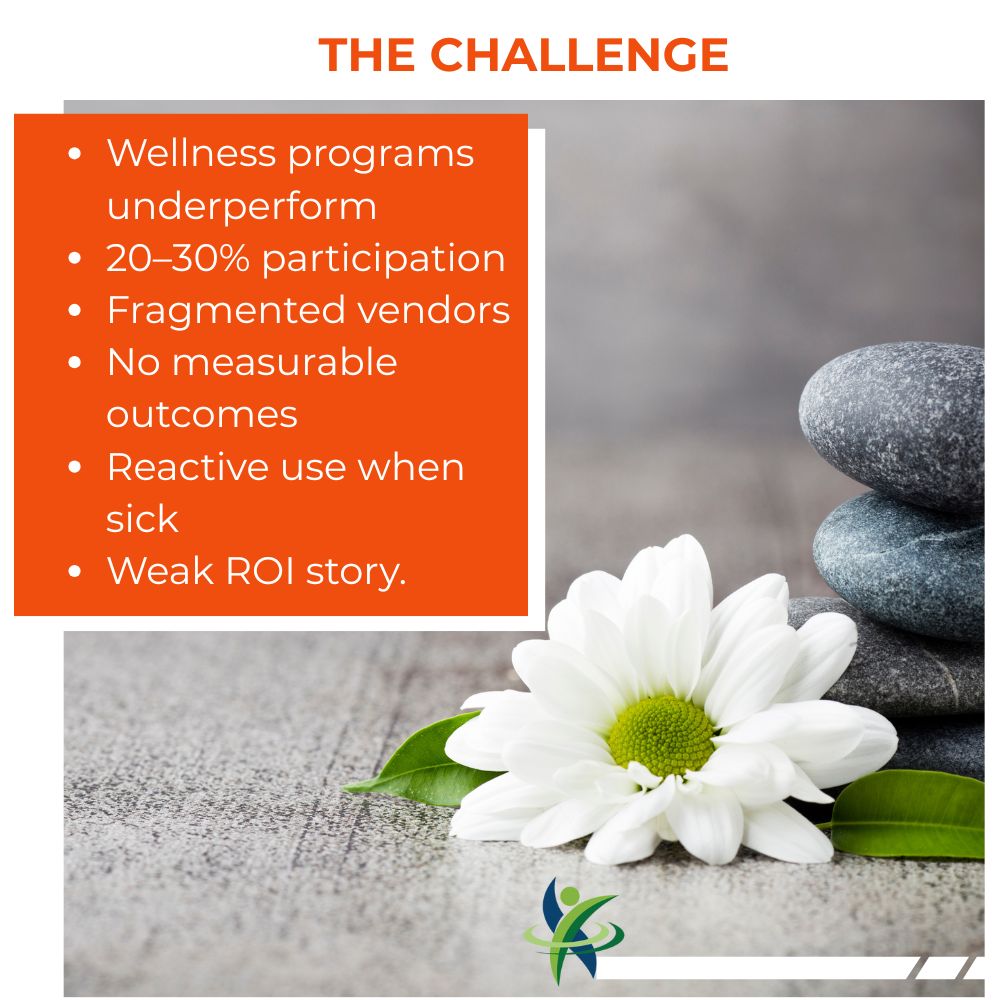 THE CHALLENGE
• Wellness programs
underperform
• 20–30% participation
• Fragmented vendors
• No measurable
outcomes
• Reactive use when
sick
• Weak ROI story.